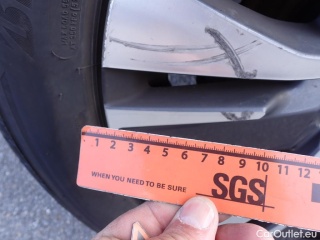 1 2 3 4 5 6 7 8 9 10 11 12
WHEN YOU NEED TO BE SURE
SGS
CarOutlet.eu